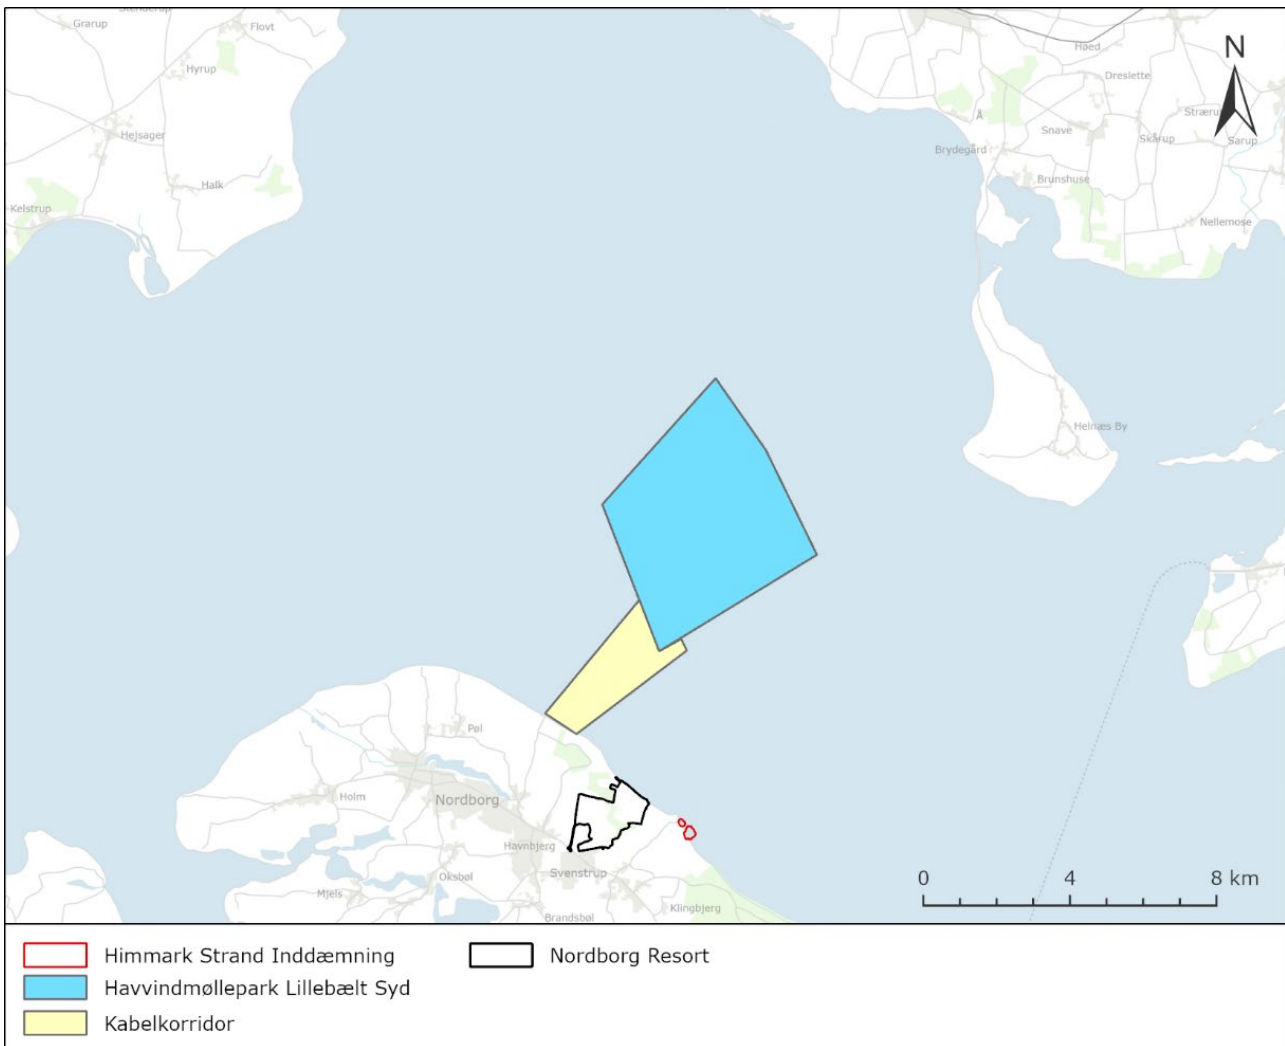 Grarup
Flovt
Hyrup
Høed
N
Dreslette
Hejsager
Snave
Å
Strærup
Skårup
Sarup
Brydegård
Halk
Brunshuse
Kelstrup
Nellemose
Helnæs By
Pøl
Holm
Nordborg
Havnbjerg
Svenstrup
Oksbøl
Mjels
Klingbjerg
Brandsbøl
0 4 8 km
Himmark Strand Inddæmning
Nordborg Resort
Havvindmøllepark Lillebælt Syd
Kabelkorridor